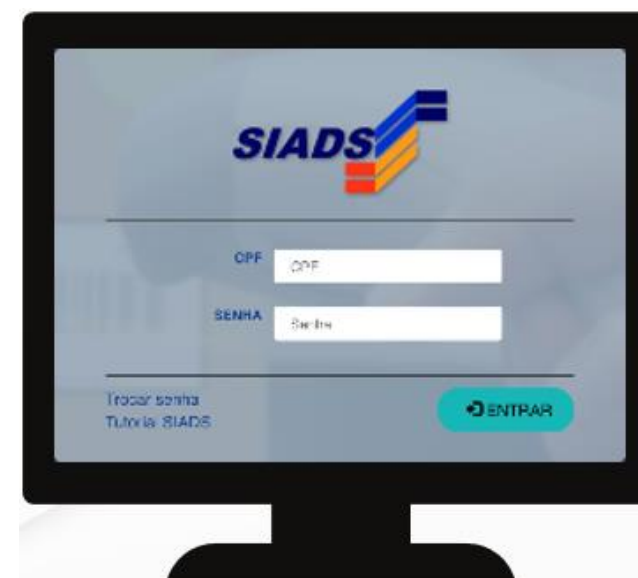 SIADS
CPF
CPF
SENHA
Senha
Trocar senha
Tutorial SIADS
ENTRAR